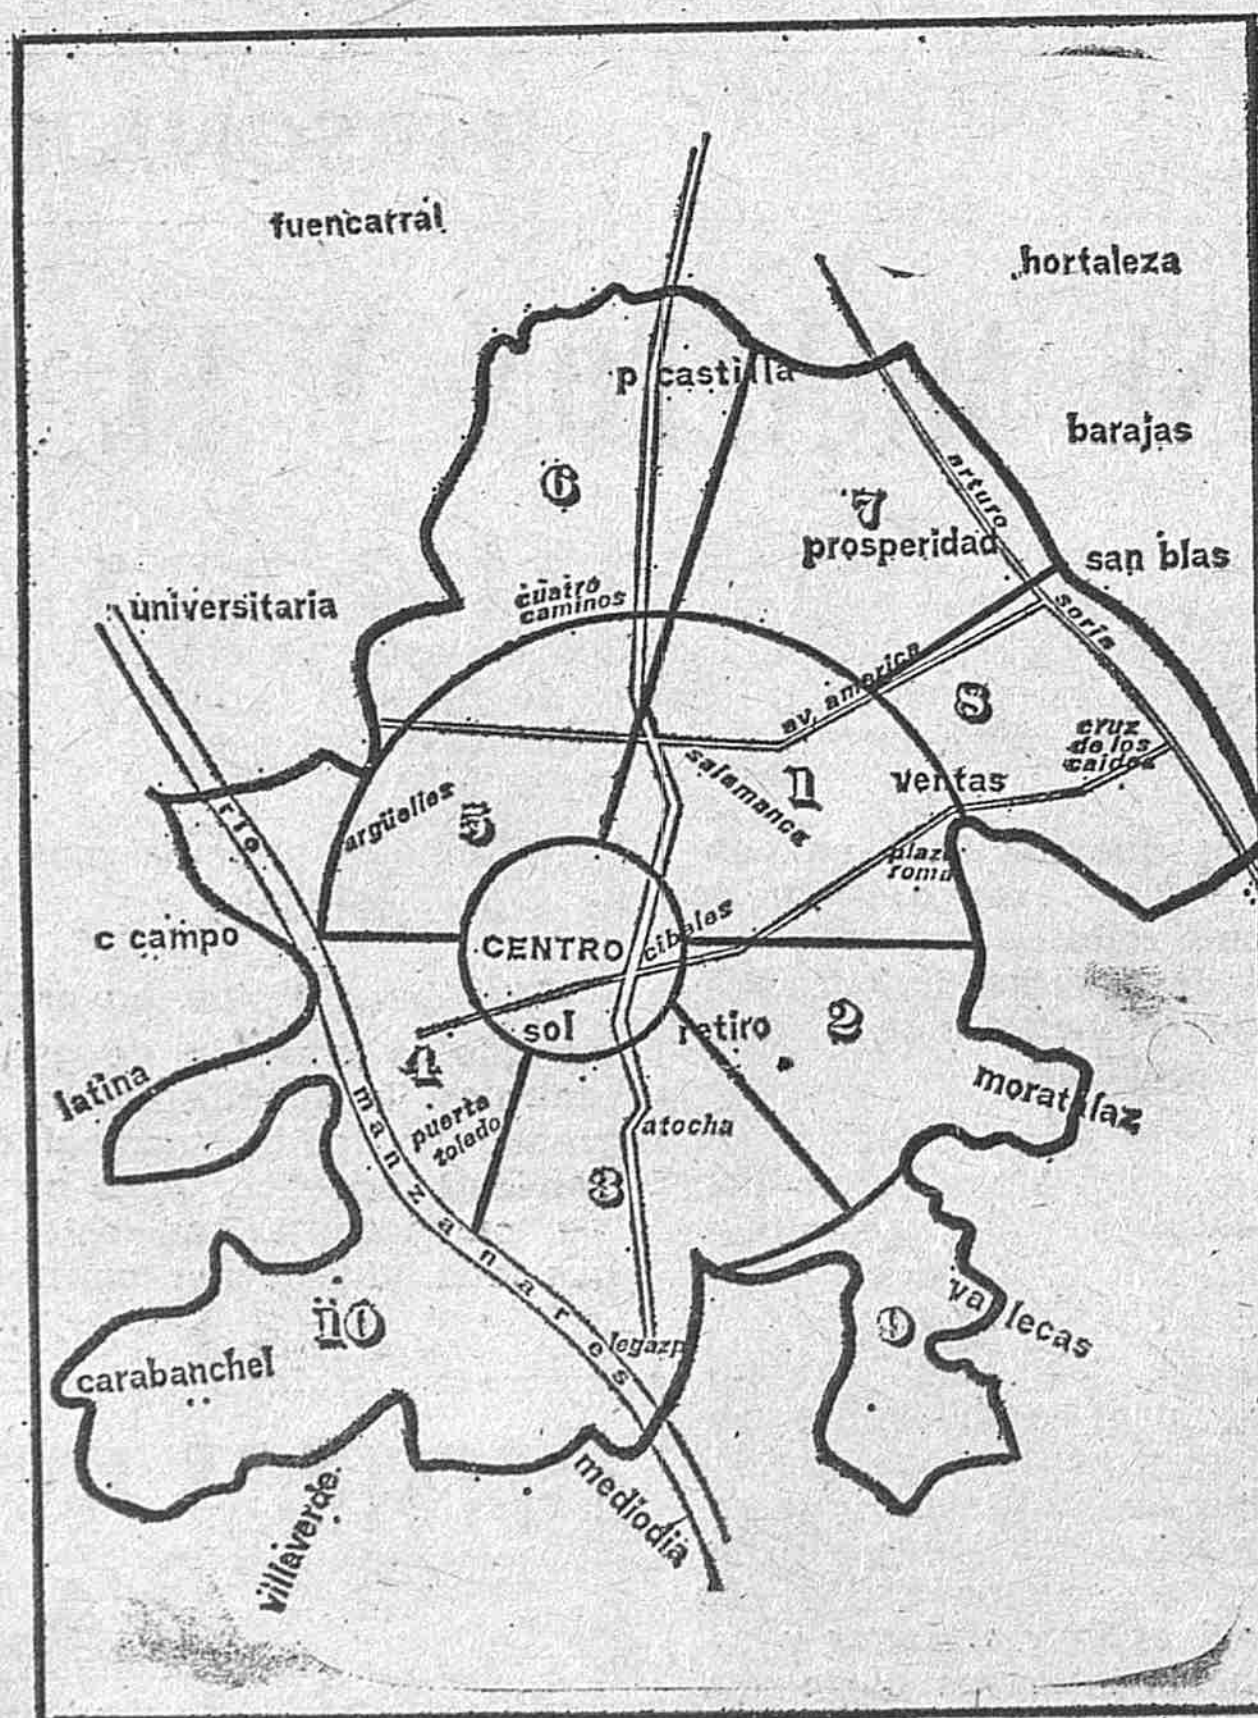 fuencarral
hortaleza
p castilla
barajas
6
arturo
7
prosperidad
san blas
cuatro
caminos
universitaria
soria
av. america
8
cruz
de los
caidos
salamanca
1
ventas
argüelles
5
rio
plaza
roma
c campo
CENTRO
cibeles
sol
retiro
2
4
latina
puerta
toledo
manzanares
atocha
moratalaz
3
vallecas
10
9
legazpi
carabanchel
mediodia
villaverde